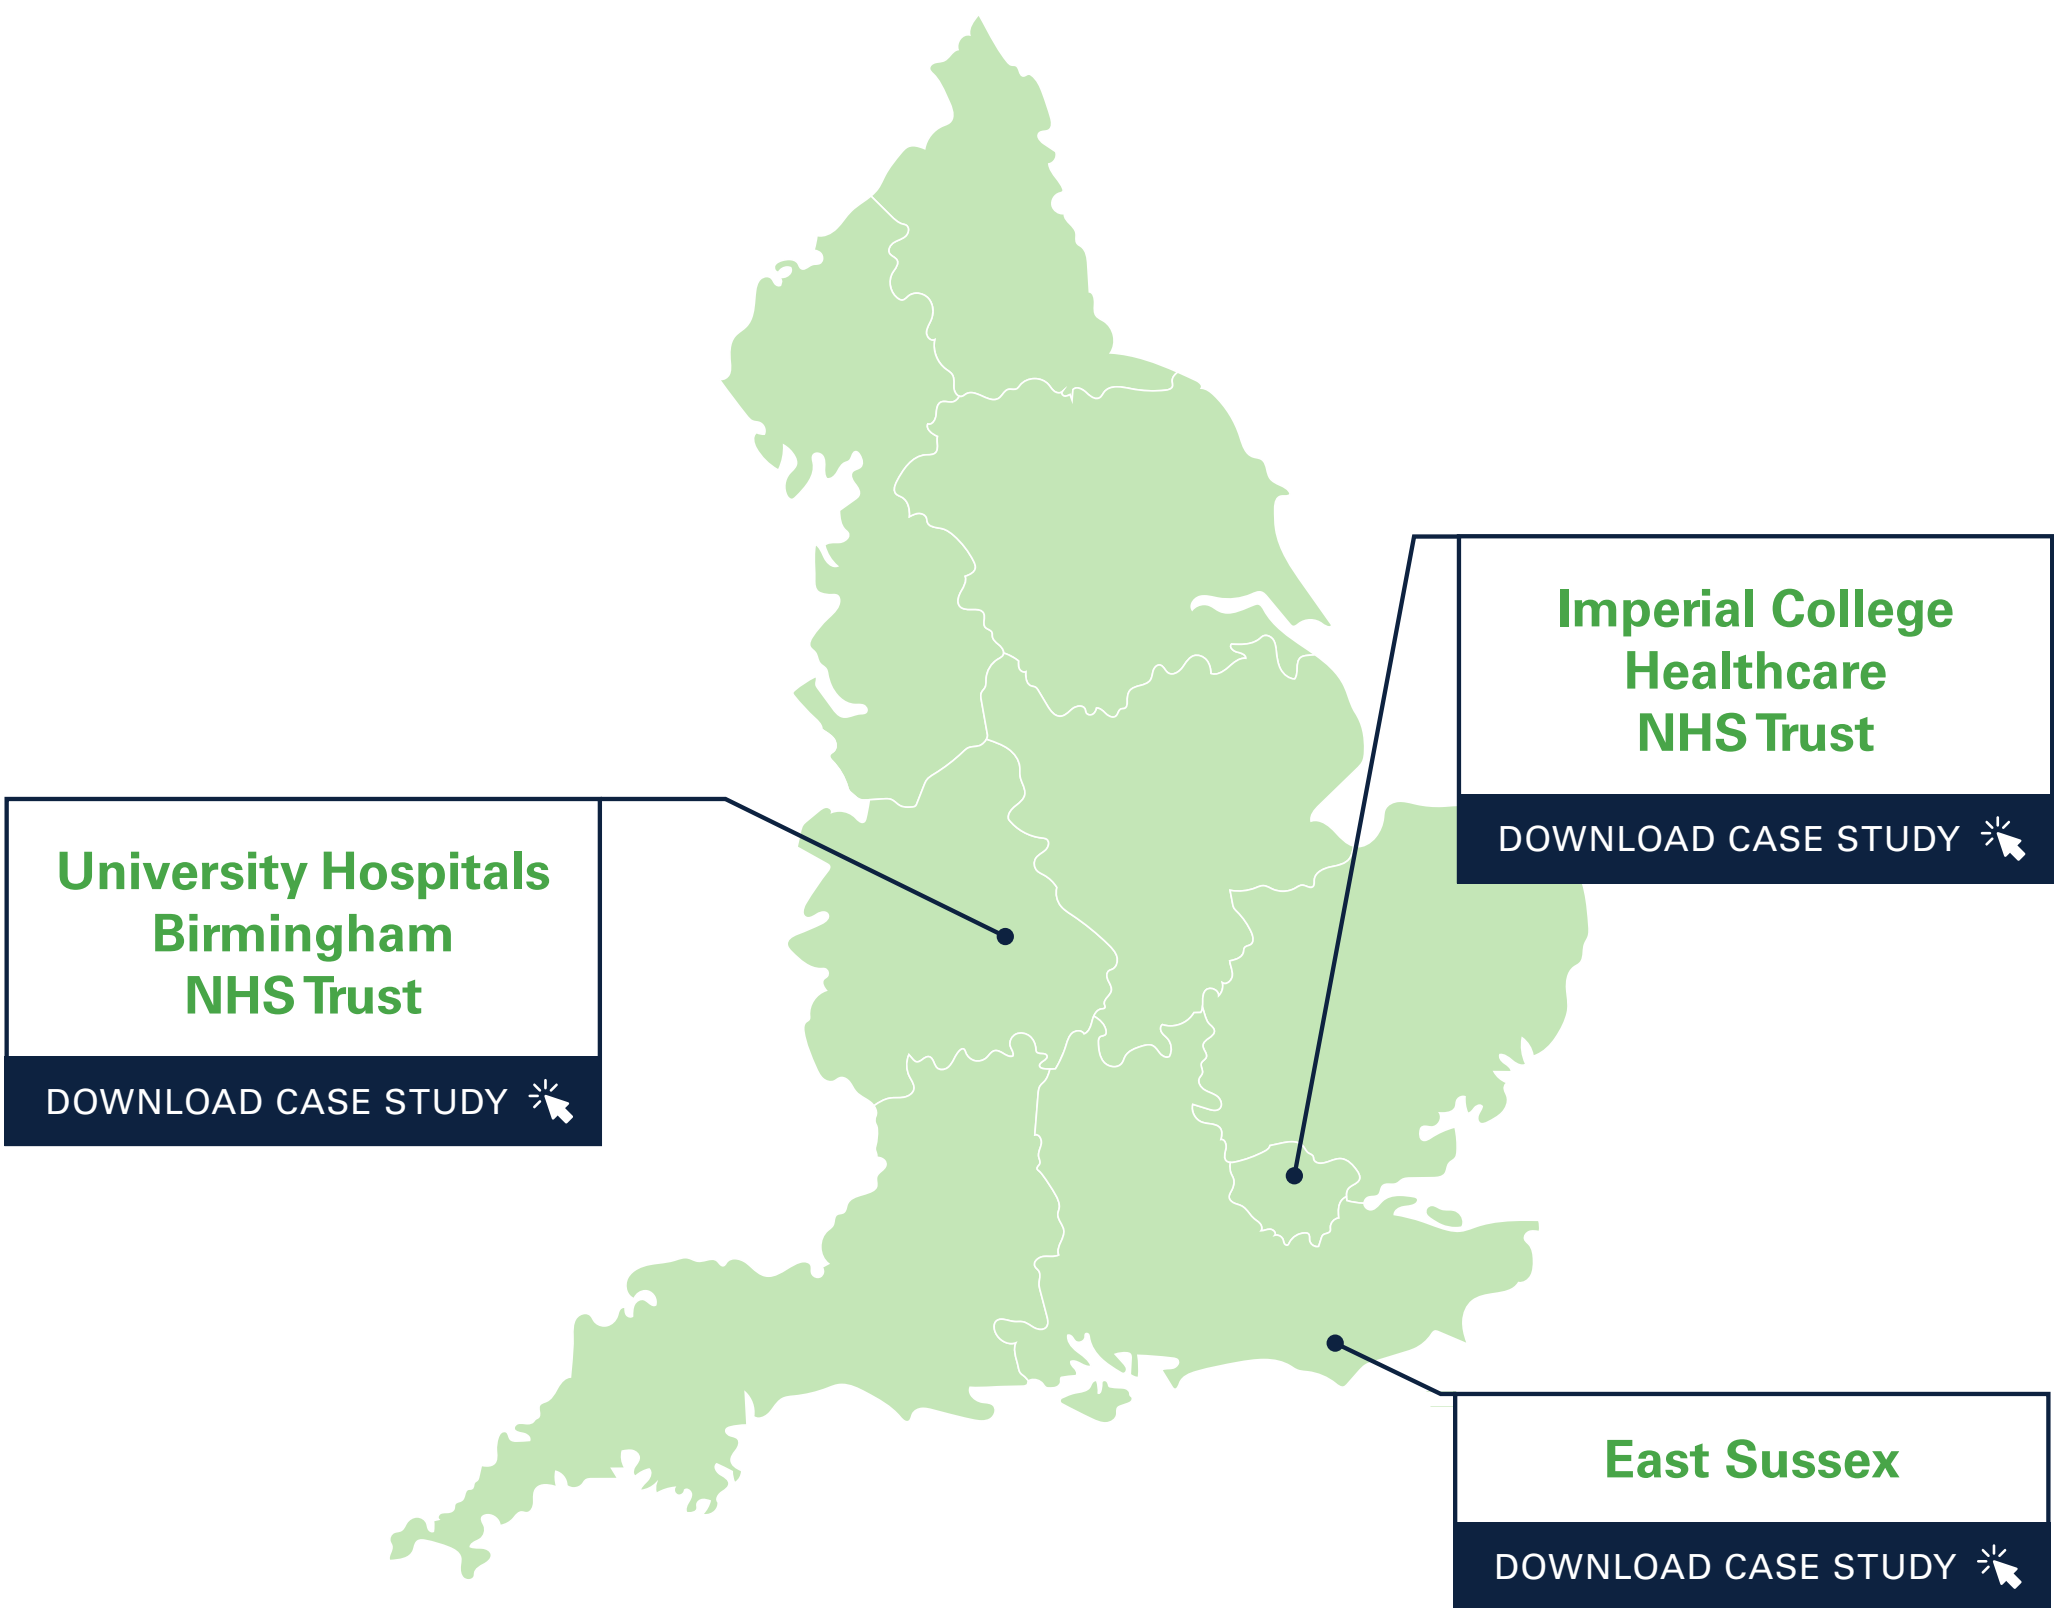 Imperial College
Healthcare
NHS Trust
DOWNLOAD CASE STUDY
University Hospitals
Birmingham
NHS Trust
DOWNLOAD CASE STUDY
East Sussex
DOWNLOAD CASE STUDY